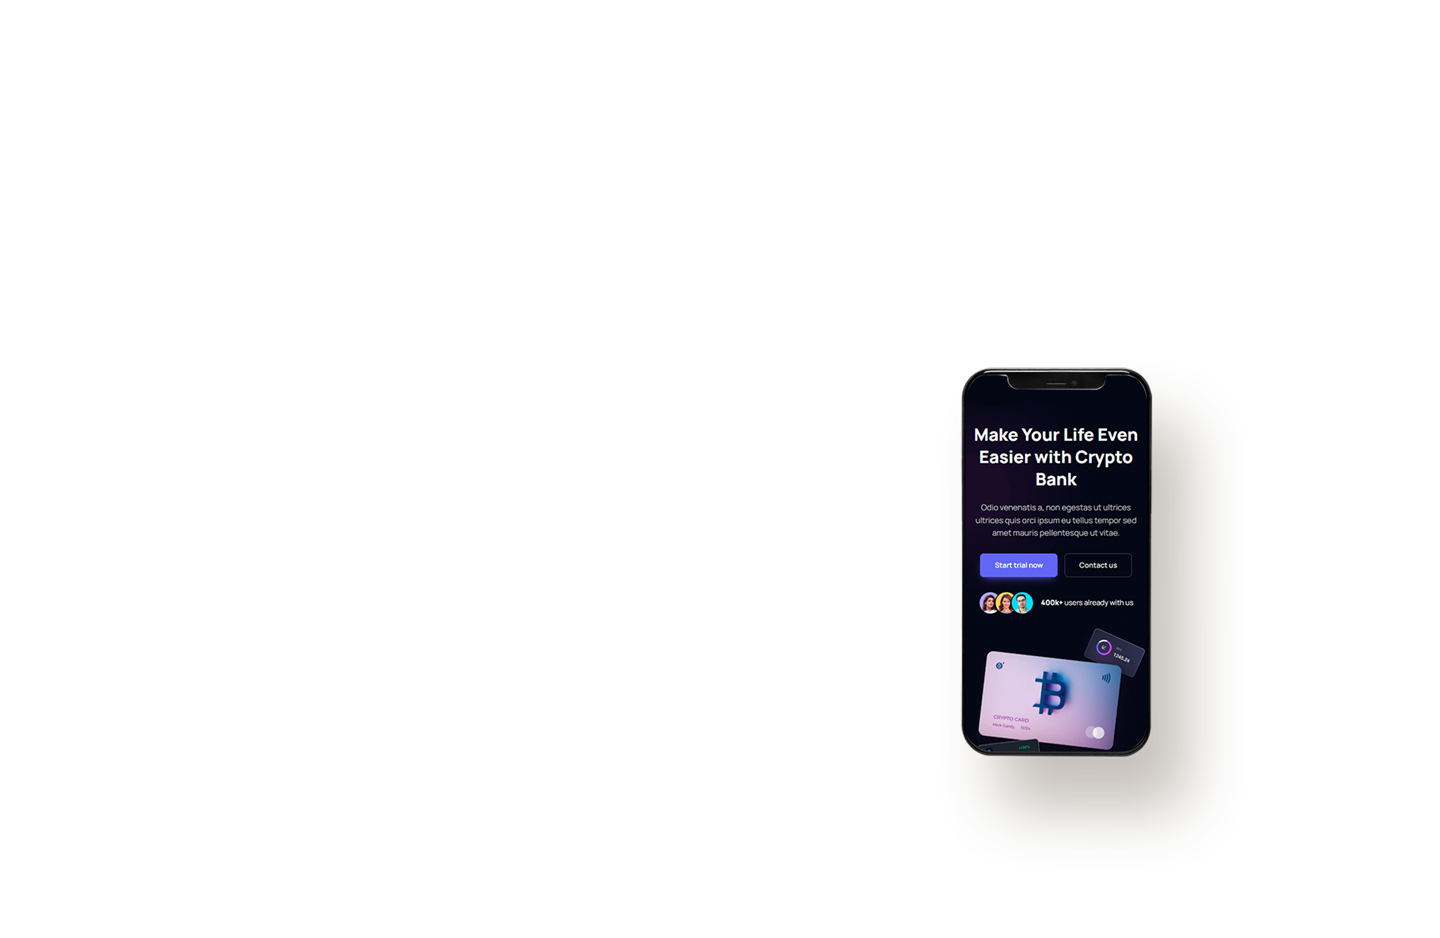 Make Your Life Even
Easier with Crypto
Bank
Odio venenatis a, non egestas ut ultrices
ultrices quis orci ipsum eu tellus tempor sed
amet mauris pellentesque ut vitae.
Start trial now
Contact us
400k+ users already with us
CRYPTO CARD